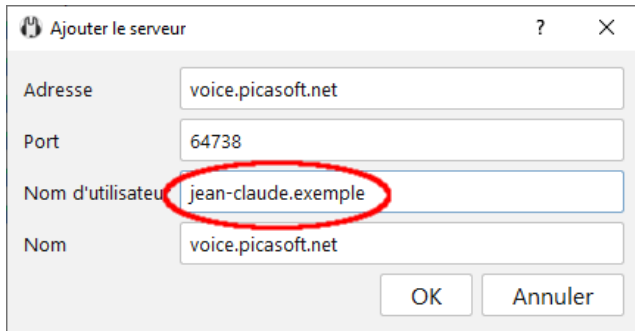 Ajouter le serveur ?
Adresse voice.picasoft.net
Port 64738
Nom d'utilisateur jean-claude.exemple
Nom voice.picasoft.net
OK Annuler